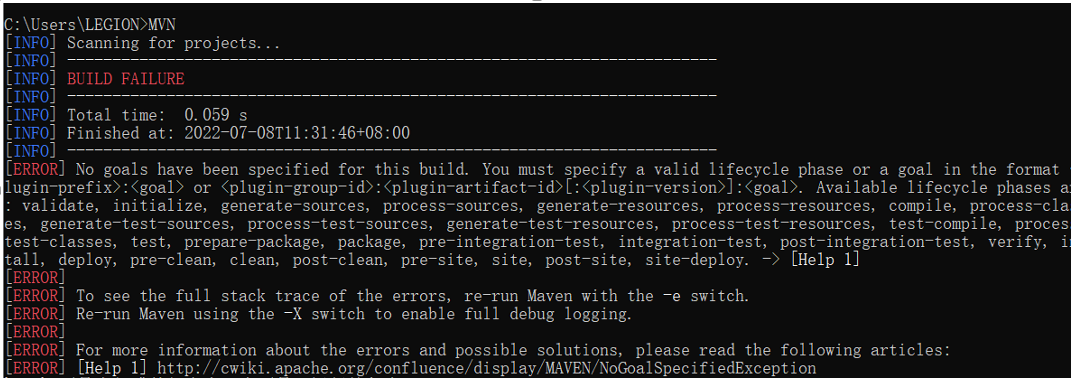 C:\Users\LEGION>MVN
[INFO] Scanning for projects...
[INFO] ------------------------------------------------------------------------
[INFO] BUILD FAILURE
[INFO] ------------------------------------------------------------------------
[INFO] Total time:  0.059 s
[INFO] Finished at: 2022-07-08T11:31:46+08:00
[INFO] ------------------------------------------------------------------------
[ERROR] No goals have been specified for this build. You must specify a valid lifecycle phase or a goal in the format
lugin-prefix>:<goal> or <plugin-group-id>:<plugin-artifact-id>[:<plugin-version>]:<goal>. Available lifecycle phases a
: validate, initialize, generate-sources, process-sources, generate-resources, process-resources, compile, process-cla
es, generate-test-sources, process-test-sources, generate-test-resources, process-test-resources, test-compile, proces
test-classes, test, prepare-package, package, pre-integration-test, integration-test, post-integration-test, verify, in
tall, deploy, pre-clean, clean, post-clean, pre-site, site, post-site, site-deploy. -> [Help 1]
[ERROR]
[ERROR] To see the full stack trace of the errors, re-run Maven with the -e switch.
[ERROR] Re-run Maven using the -X switch to enable full debug logging.
[ERROR]
[ERROR] For more information about the errors and possible solutions, please read the following articles:
[ERROR] [Help 1] http://cwiki.apache.org/confluence/display/MAVEN/NoGoalSpecifiedException